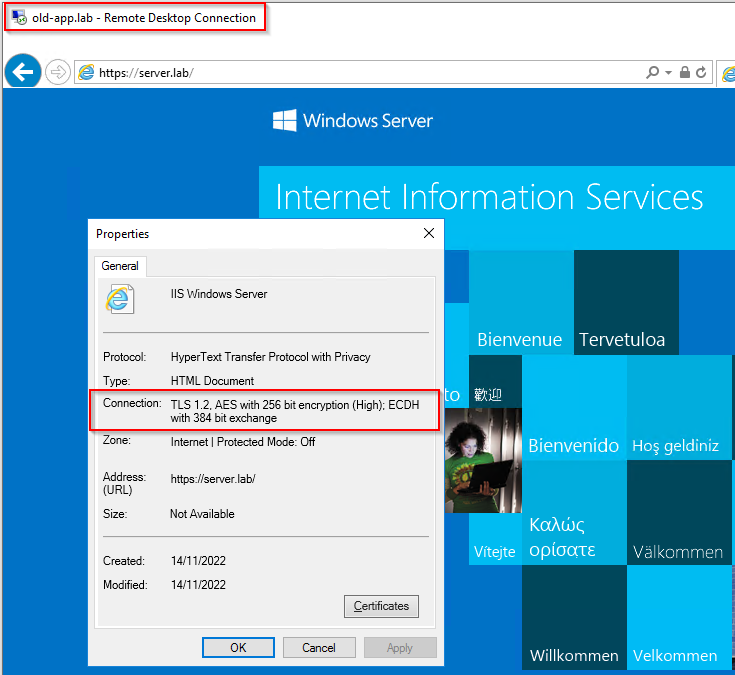 old-app.lab - Remote Desktop Connection
https://server.lab/
Windows Server
Internet Information Services
Properties
General
IIS Windows Server
Protocol: HyperText Transfer Protocol with Privacy
Type: HTML Document
Connection: TLS 1.2, AES with 256 bit encryption (High); ECDH
with 384 bit exchange
Zone: Internet | Protected Mode: Off
Address: https://server.lab/
(URL)
Size: Not Available
Created: 14/11/2022
Modified: 14/11/2022
Certificates
OK Cancel Apply
Bienvenue Tervetuloa
to 歡迎
Bienvenido Hoş geldiniz
Vítejte
Καλώς
ορίσατε
Välkommen
Willkommen Velkommen